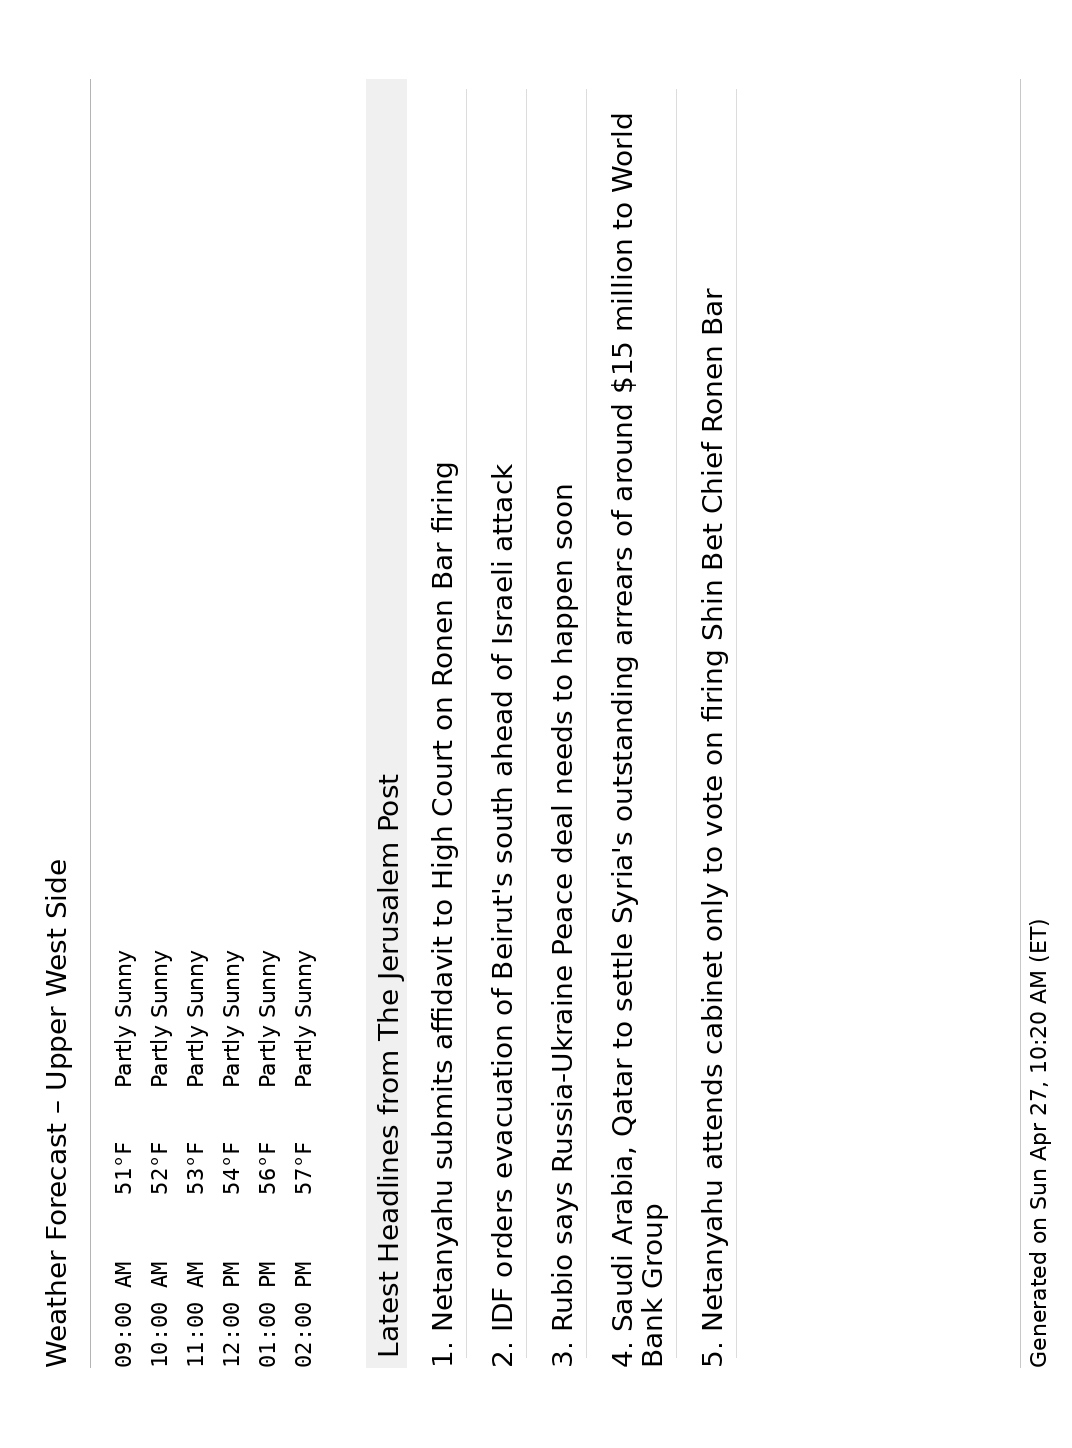 Weather Forecast – Upper West Side
09:00 AM 51°F Partly Sunny
10:00 AM 52°F Partly Sunny
11:00 AM 53°F Partly Sunny
12:00 PM 54°F Partly Sunny
01:00 PM 56°F Partly Sunny
02:00 PM 57°F Partly Sunny
Latest Headlines from The Jerusalem Post
1. Netanyahu submits affidavit to High Court on Ronen Bar firing
2. IDF orders evacuation of Beirut's south ahead of Israeli attack
3. Rubio says Russia-Ukraine Peace deal needs to happen soon
4. Saudi Arabia, Qatar to settle Syria's outstanding arrears of around $15 million to World
Bank Group
5. Netanyahu attends cabinet only to vote on firing Shin Bet Chief Ronen Bar
Generated on Sun Apr 27, 10:20 AM (ET)